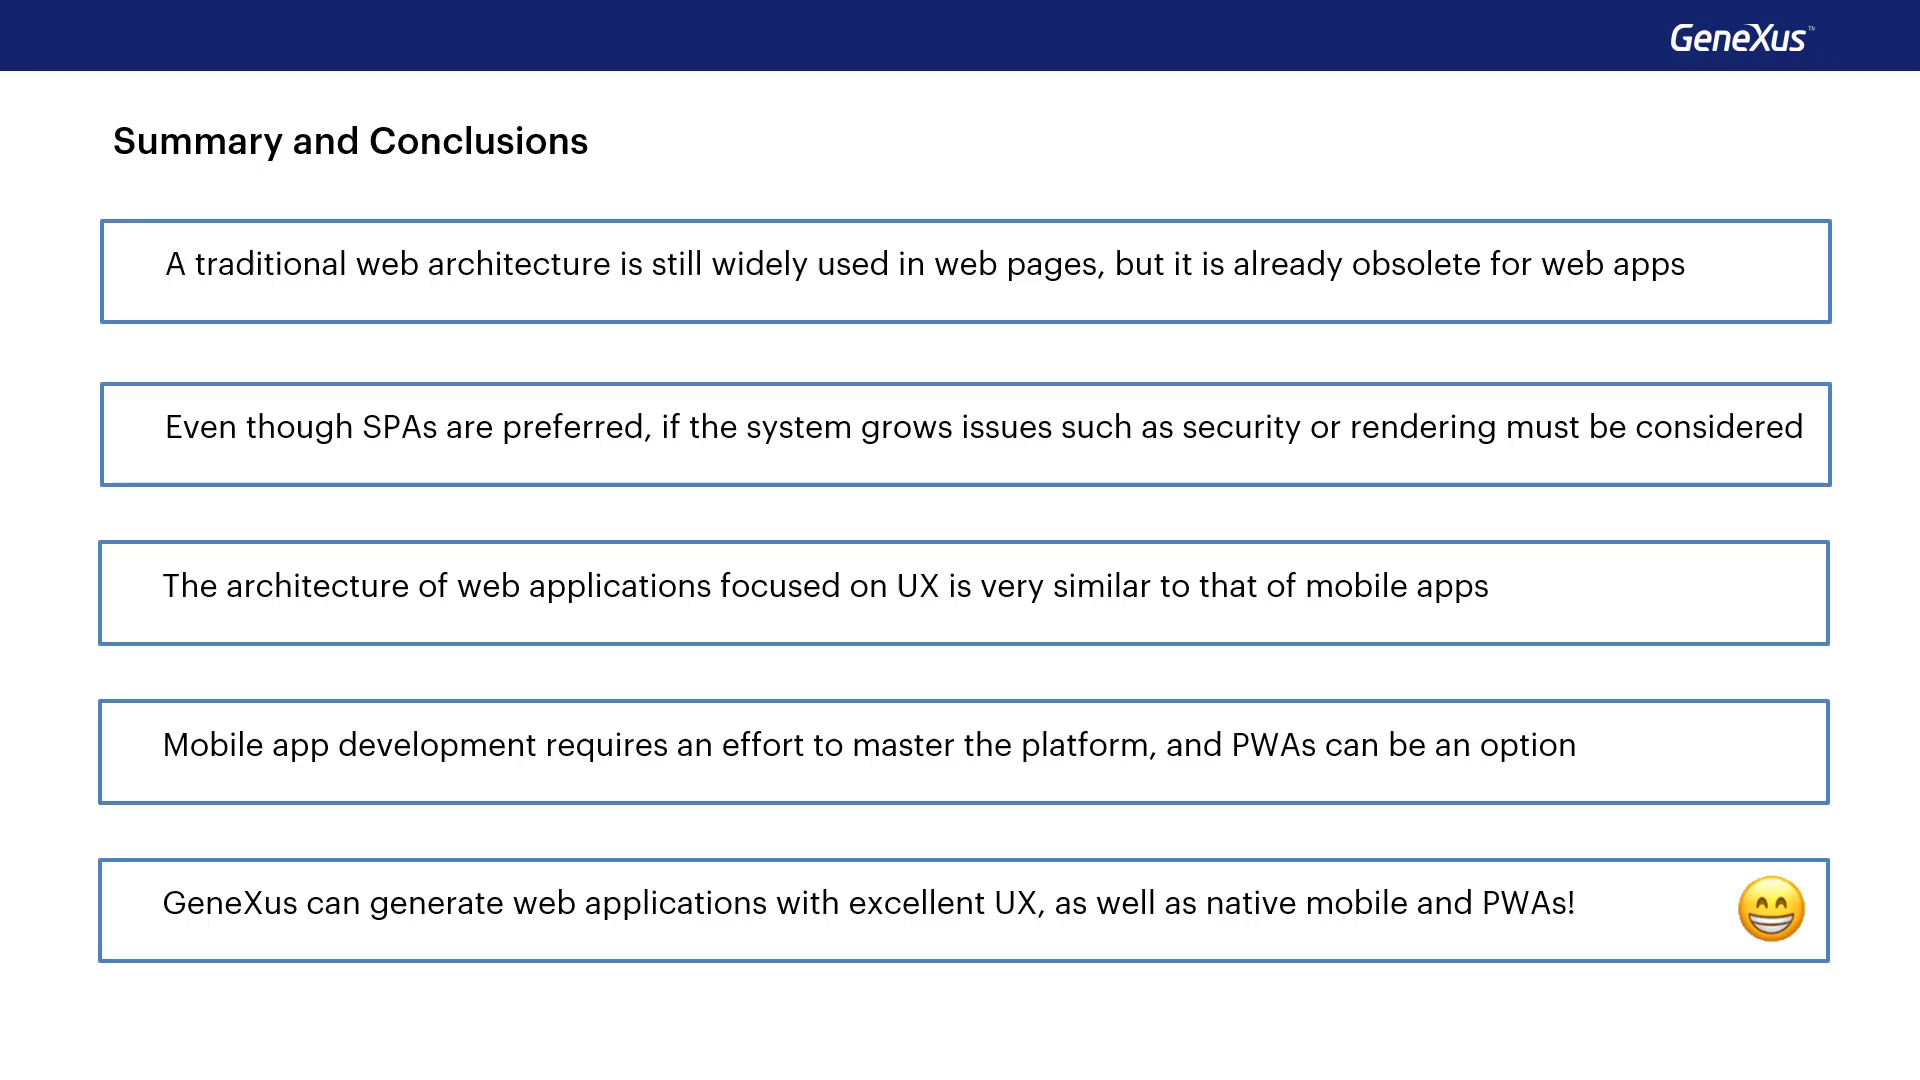 GeneXus™
Summary and Conclusions
A traditional web architecture is still widely used in web pages, but it is already obsolete for web apps
Even though SPAs are preferred, if the system grows issues such as security or rendering must be considered
The architecture of web applications focused on UX is very similar to that of mobile apps
Mobile app development requires an effort to master the platform, and PWAs can be an option
GeneXus can generate web applications with excellent UX, as well as native mobile and PWAs!